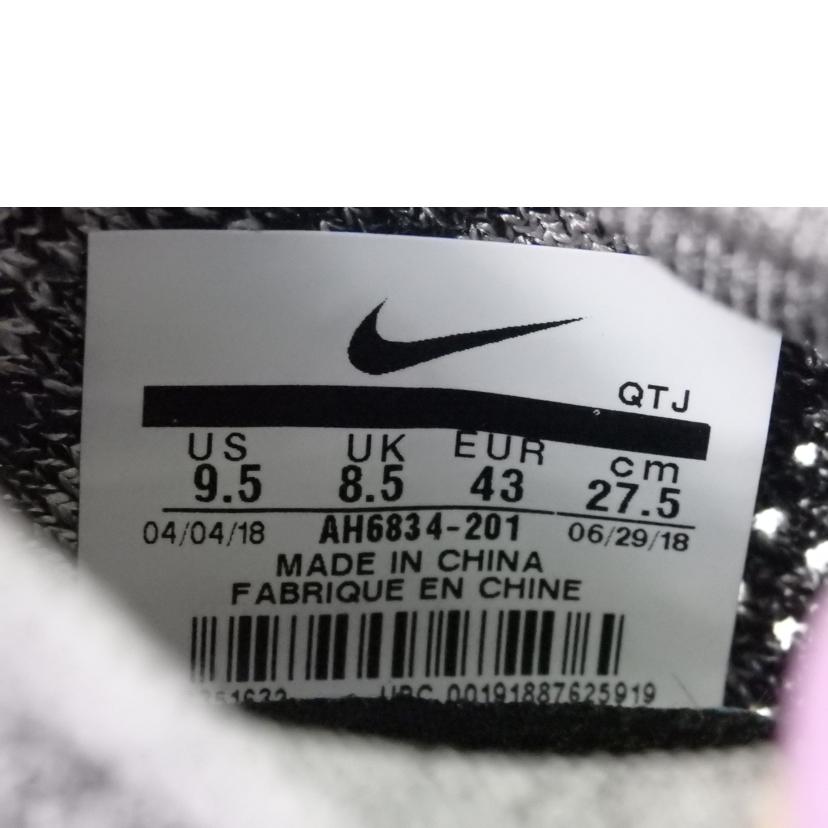 QTJ
US UK EUR cm
9.5 8.5 43 27.5
04/04/18 AH6834-201 06/29/18
MADE IN CHINA
FABRIQUE EN CHINE
UPC 00191887625919